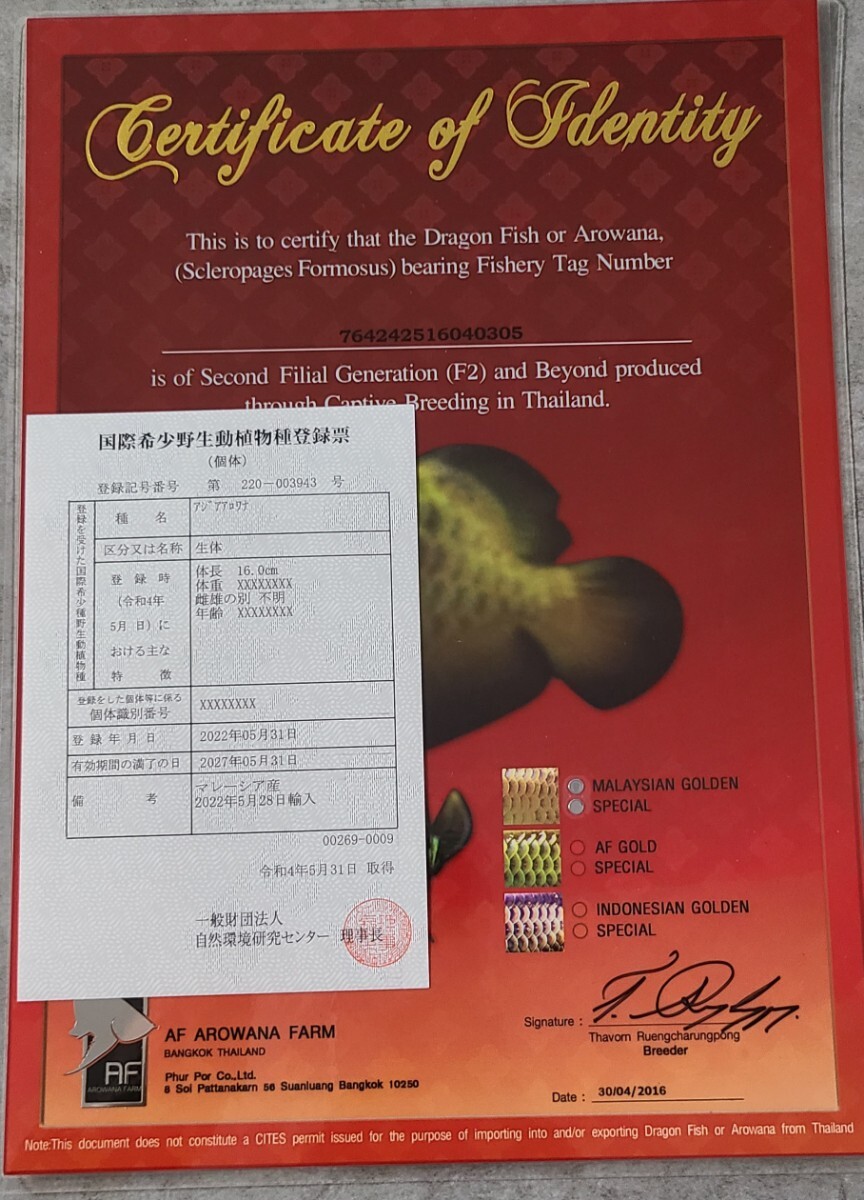 Certificate of Identity
This is to certify that the Dragon Fish or Arowana,
(Scleropages Formosus) bearing Fishery Tag Number
764242516040305
is of Second Filial Generation (F2) and Beyond produced
through Captive Breeding in Thailand.
国際希少野生動植物種登録票
(個体)
登録記号番号 第 220-003943 号
登録を受けた国際希少野生動植物種
種名 アジアアロワナ
区分又は名称 生体
登録時
(令和4年
5月 日)に
おける主な
特徴
体長 16.0cm
体重 XXXXXXXX
雌雄の別 不明
年齢 XXXXXXXX
登録をした個体等に係る
個体識別番号 XXXXXXXX
登録年月日 2022年05月31日
有効期間の満了の日 2027年05月31日
備考 マレーシア産
2022年5月28日輸入
00269-0009
令和4年5月31日 取得
一般財団法人
自然環境研究センター 理事長
MALAYSIAN GOLDEN
SPECIAL
AF GOLD
SPECIAL
INDONESIAN GOLDEN
SPECIAL
AF
AROWANA FARM
AF AROWANA FARM
BANGKOK THAILAND
Phur Por Co.,Ltd.
8 Soi Pattanakarn 56 Suanluang Bangkok 10250
Signature :
Thavorn Ruengcharungpong
Breeder
Date : 30/04/2016
Note:This document does not constitute a CITES permit issued for the purpose of importing into and/or exporting Dragon Fish or Arowana from Thailand